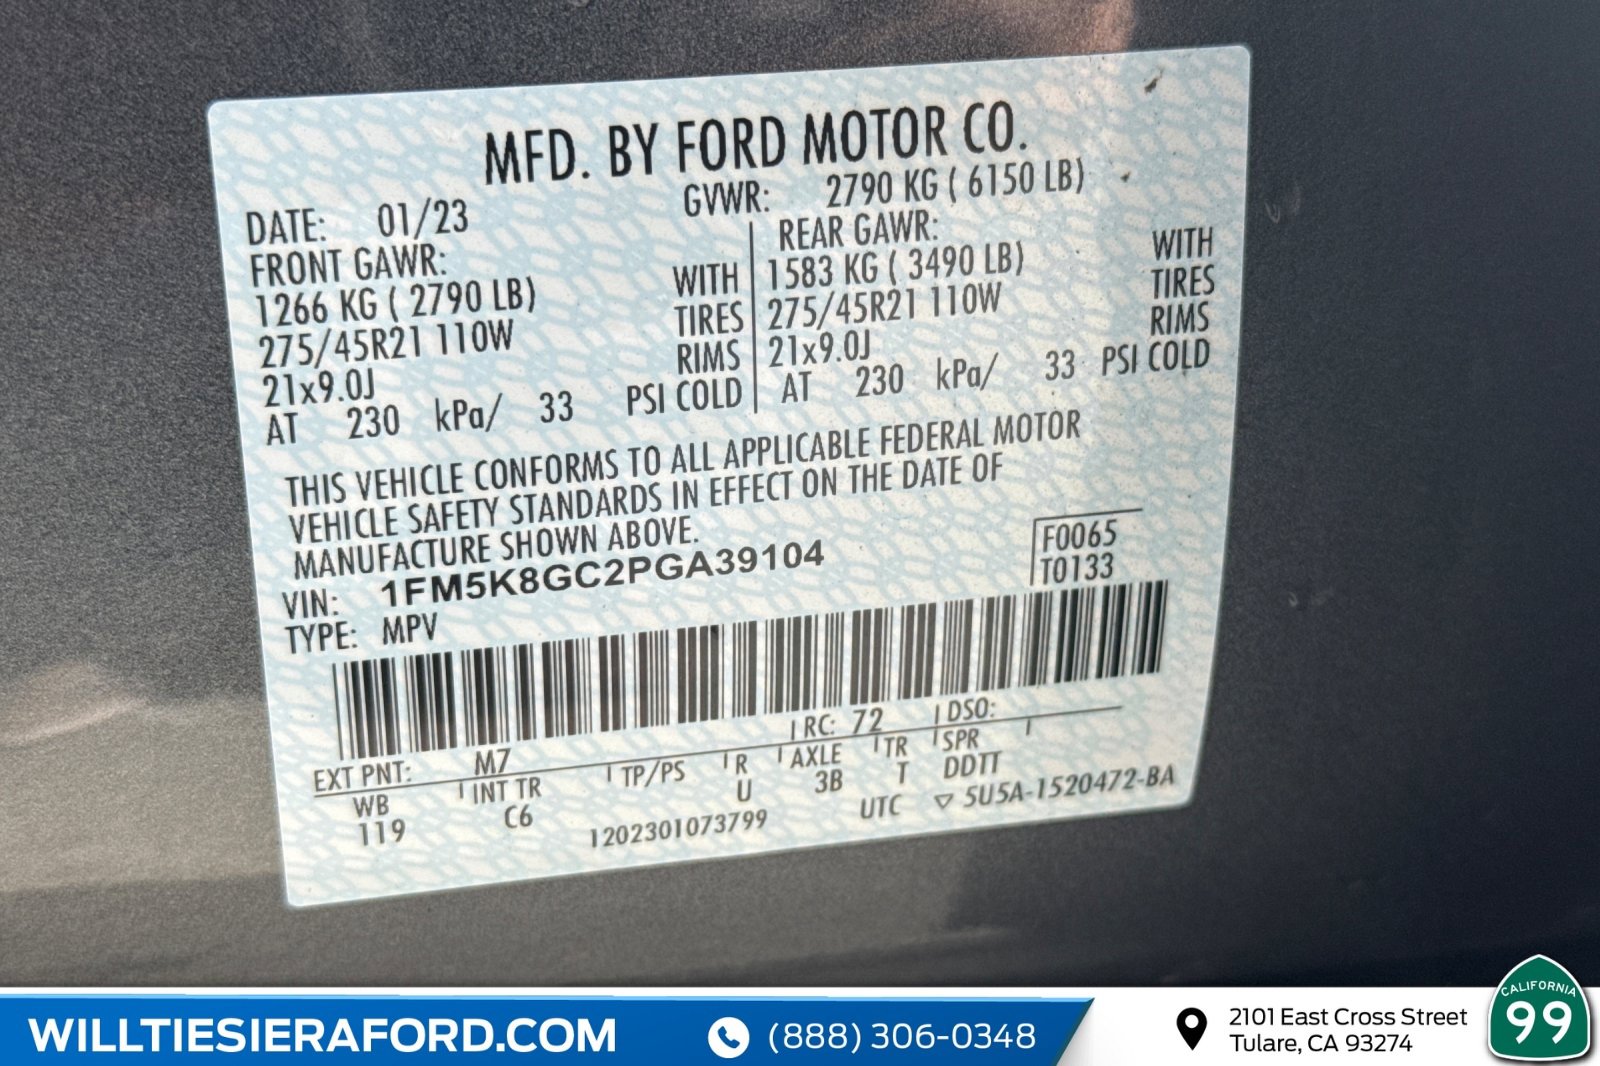 MFD. BY FORD MOTOR CO.
DATE: 01/23 GVWR: 2790 KG ( 6150 LB)
FRONT GAWR: REAR GAWR:
1266 KG ( 2790 LB) WITH 1583 KG ( 3490 LB) WITH
275/45R21 110W TIRES 275/45R21 110W TIRES
21x9.0J RIMS 21x9.0J RIMS
AT 230 kPa/ 33 PSI COLD AT 230 kPa/ 33 PSI COLD
THIS VEHICLE CONFORMS TO ALL APPLICABLE FEDERAL MOTOR
VEHICLE SAFETY STANDARDS IN EFFECT ON THE DATE OF
MANUFACTURE SHOWN ABOVE.
VIN: 1FM5K8GC2PGA39104 F0065
TYPE: MPV T0133
EXT PNT: M7 RC: 72 DSO:
WB INT TR TP/PS R AXLE TR SPR
119 C6 U 3B T DDTT
1202301073799 UTC ▽ 5U5A-1520472-BA
WILLTIESIERAFORD.COM
(888) 306-0348
2101 East Cross Street
Tulare, CA 93274
CALIFORNIA
99